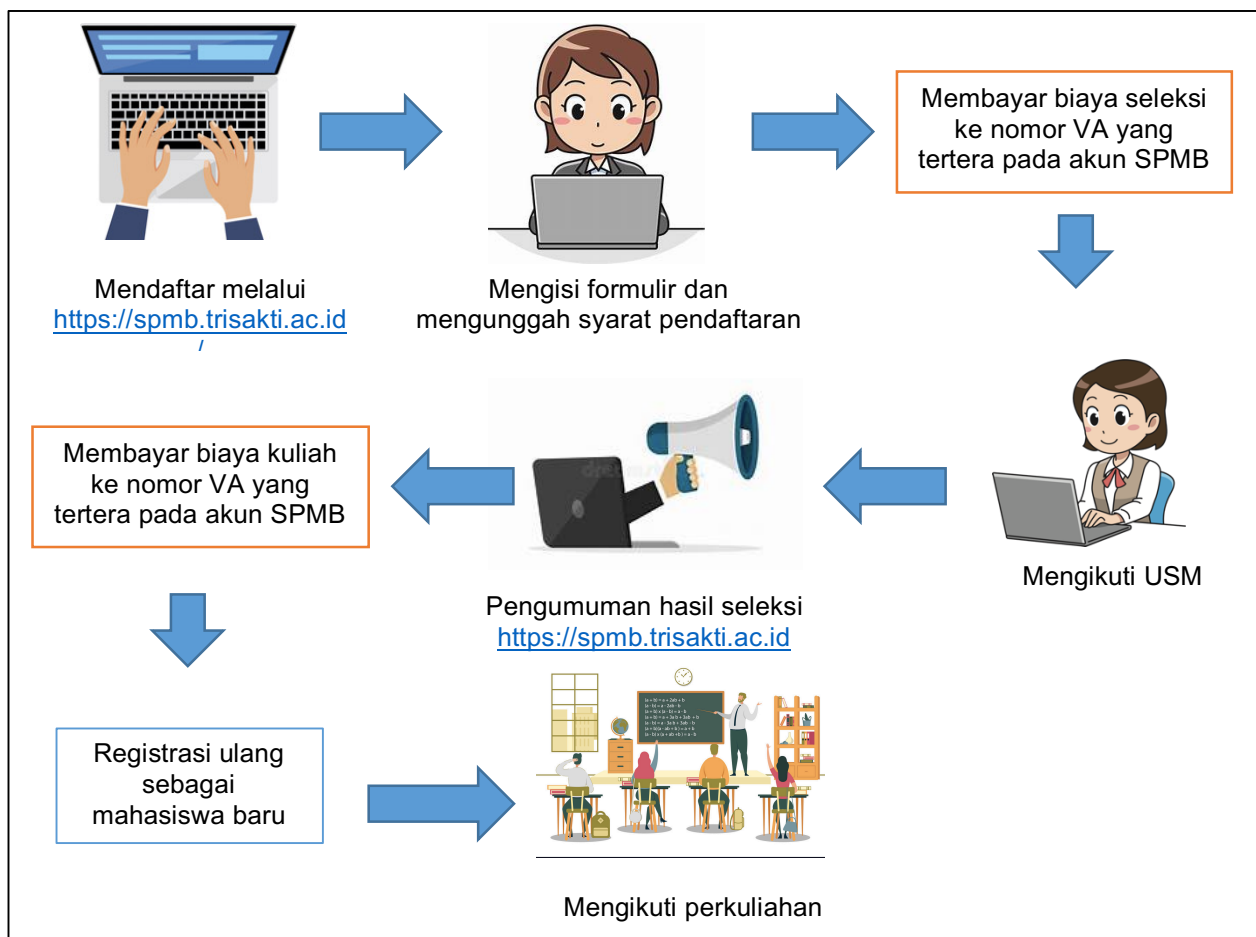 Mendaftar melalui
https://spmb.trisakti.ac.id
/
Mengisi formulir dan
mengunggah syarat pendaftaran
Membayar biaya seleksi
ke nomor VA yang
tertera pada akun SPMB
Mengikuti USM
Pengumuman hasil seleksi
https://spmb.trisakti.ac.id
Membayar biaya kuliah
ke nomor VA yang
tertera pada akun SPMB
Registrasi ulang
sebagai
mahasiswa baru
Mengikuti perkuliahan